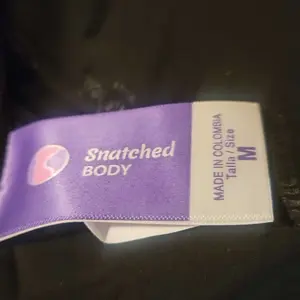 Snatched
BODY
MADE IN COLOMBIA
Talla / Size
M